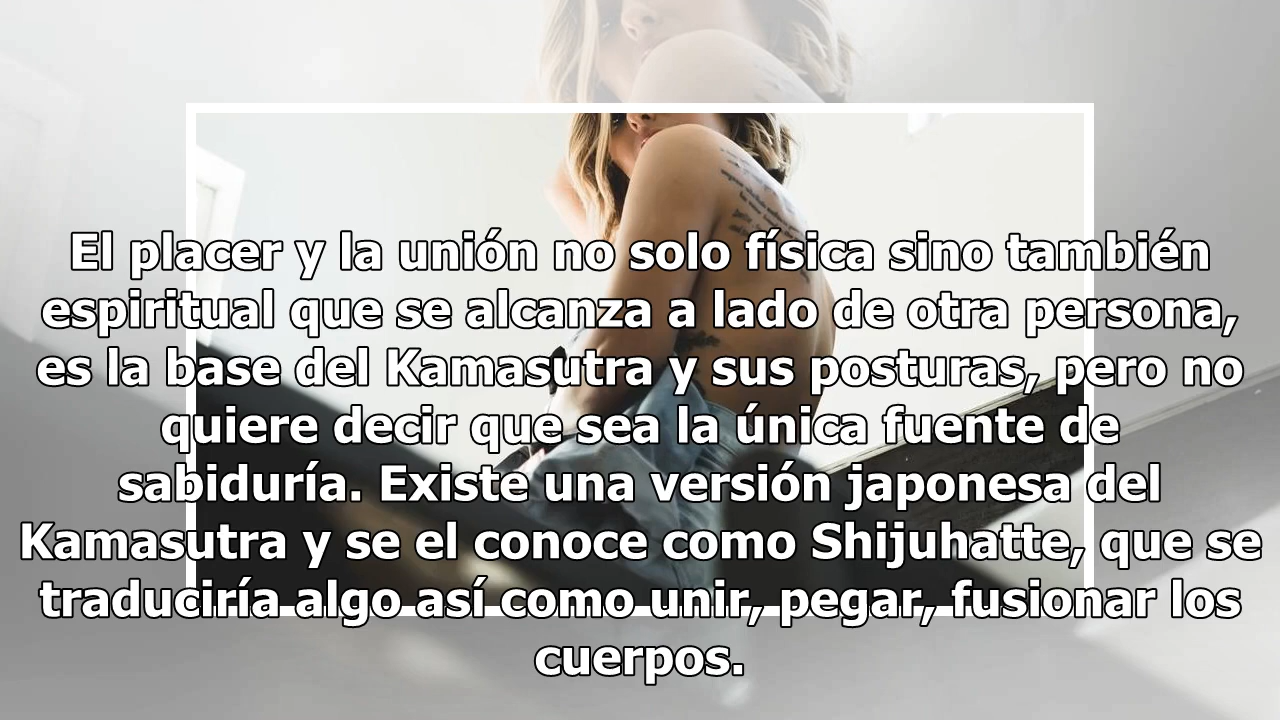 El placer y la unión no solo física sino también
espiritual que se alcanza a lado de otra persona,
es la base del Kamasutra y sus posturas, pero no
quiere decir que sea la única fuente de
sabiduría. Existe una versión japonesa del
Kamasutra y se el conoce como Shijuhatte, que se
traduciría algo así como unir, pegar, fusionar los
cuerpos.